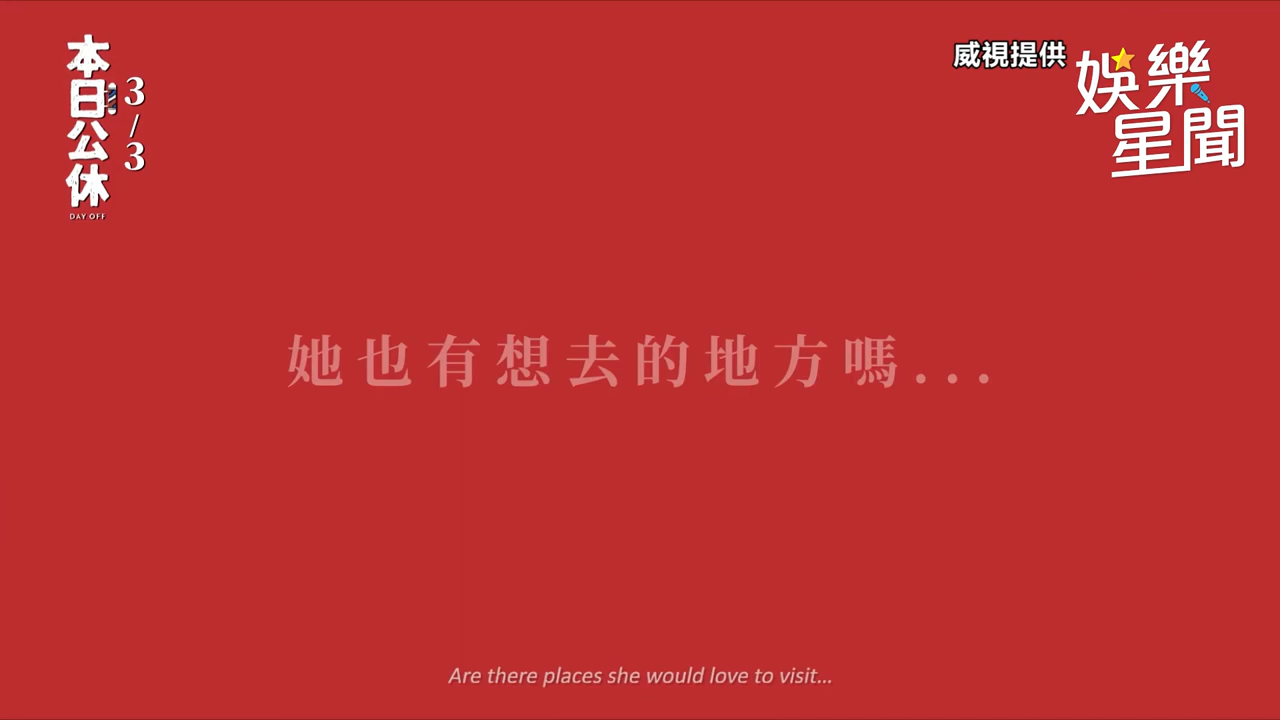 本日公休
3/3
DAY OFF
威視提供
娛樂
星聞
她也有想去的地方嗎...
Are there places she would love to visit...